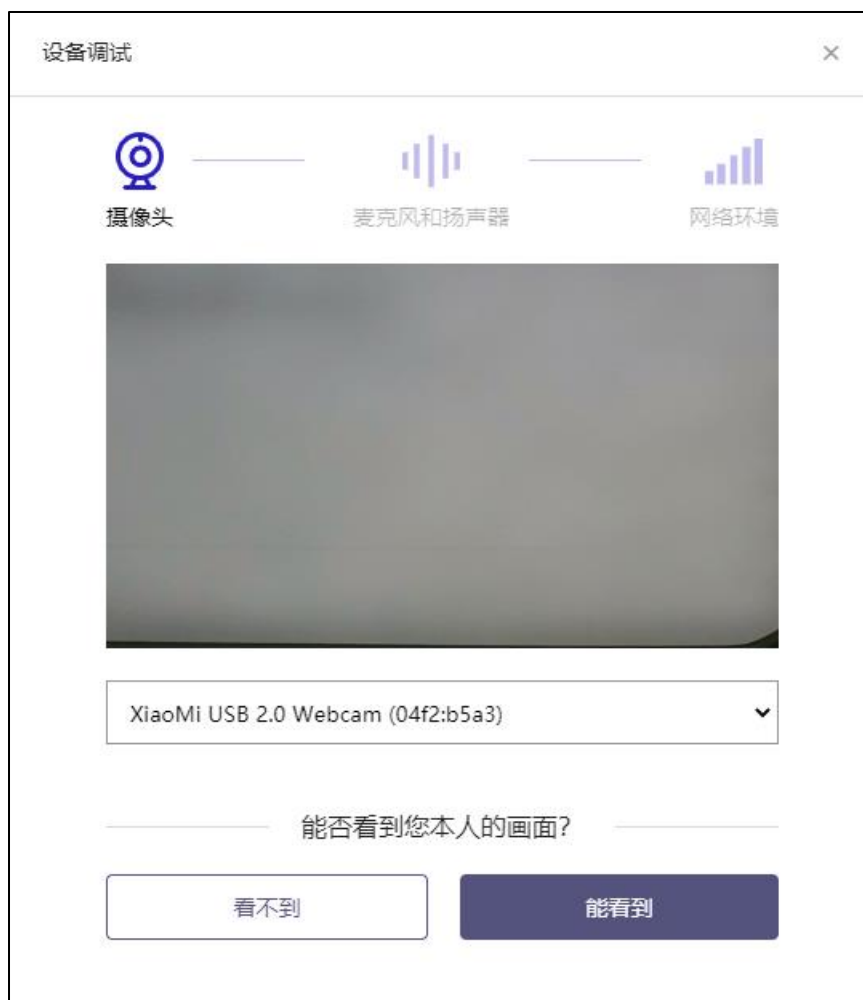 设备调试
摄像头
麦克风和扬声器
网络环境
XiaoMi USB 2.0 Webcam (04f2:b5a3)
能否看到您本人的画面?
看不到
能看到